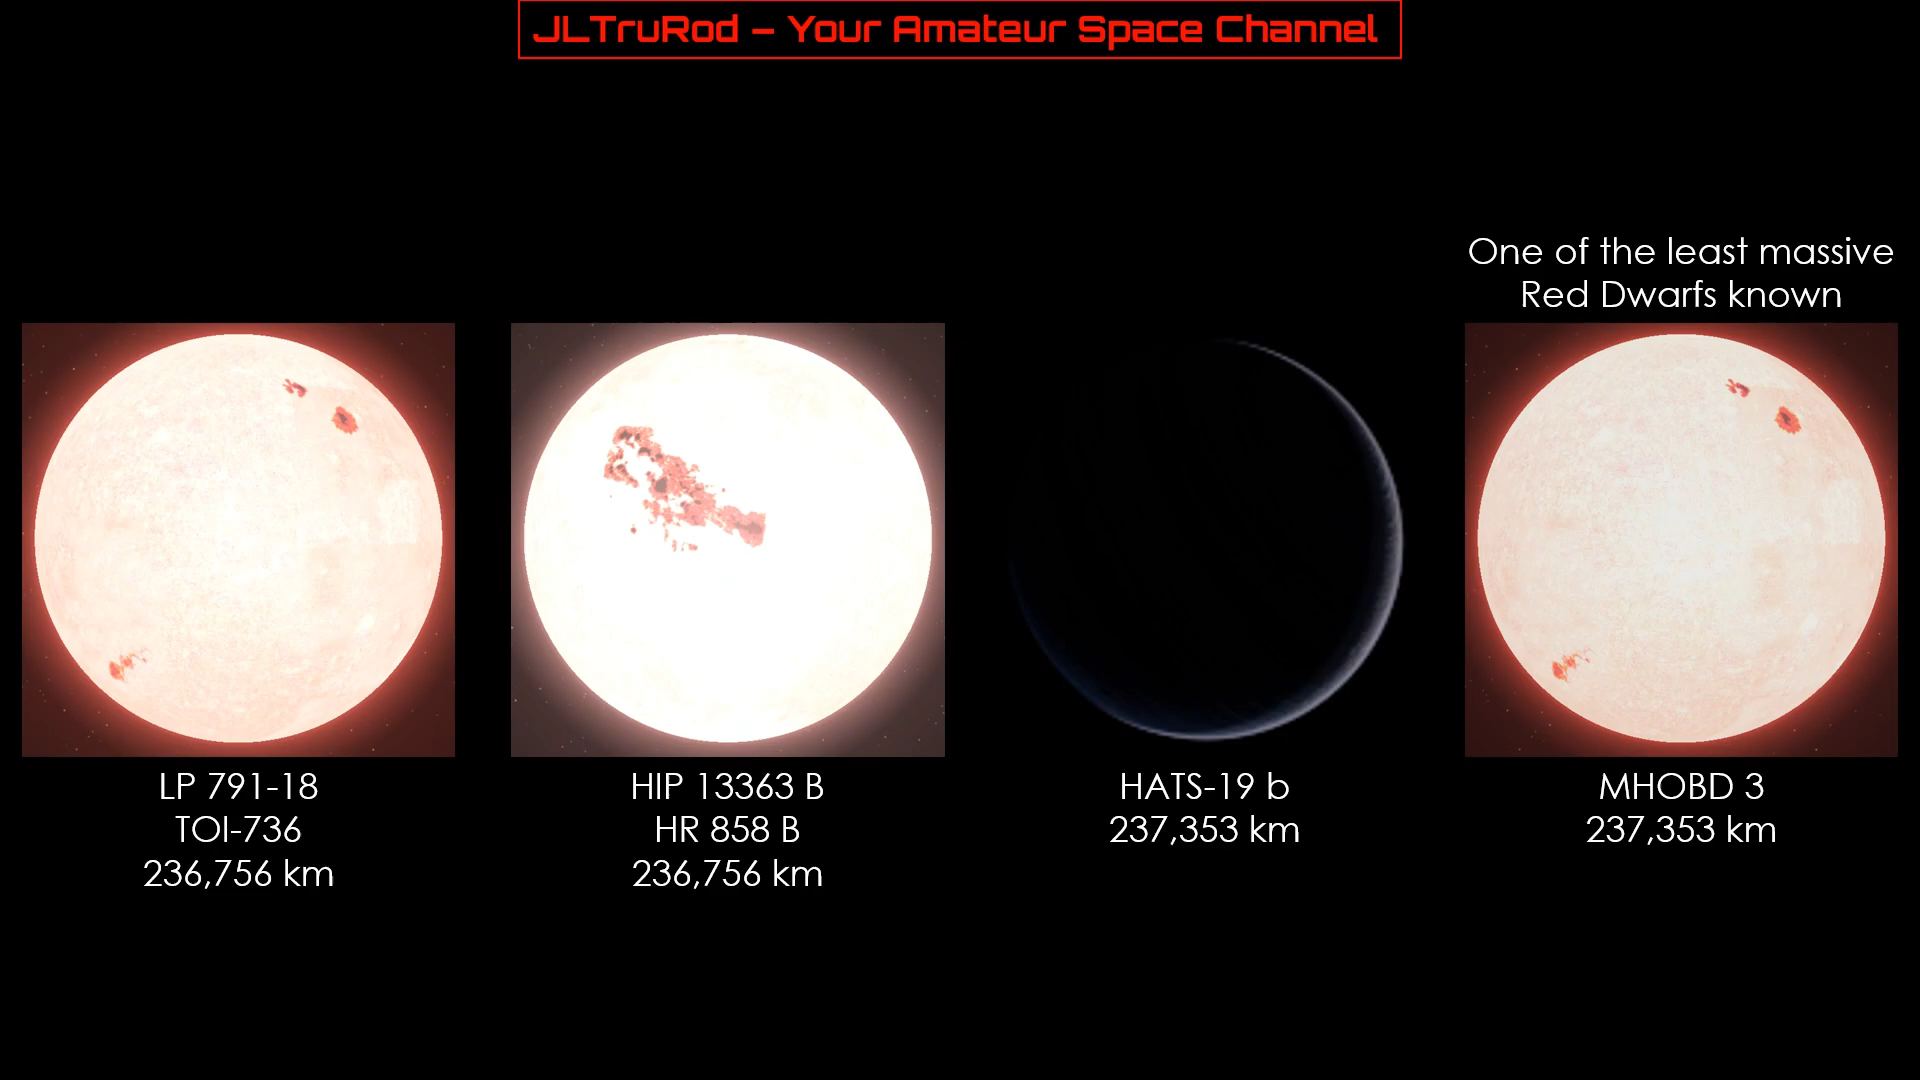 JLTruRod – Your Amateur Space Channel
One of the least massive
Red Dwarfs known
LP 791-18
TOI-736
236,756 km
HIP 13363 B
HR 858 B
236,756 km
HATS-19 b
237,353 km
MHOBD 3
237,353 km